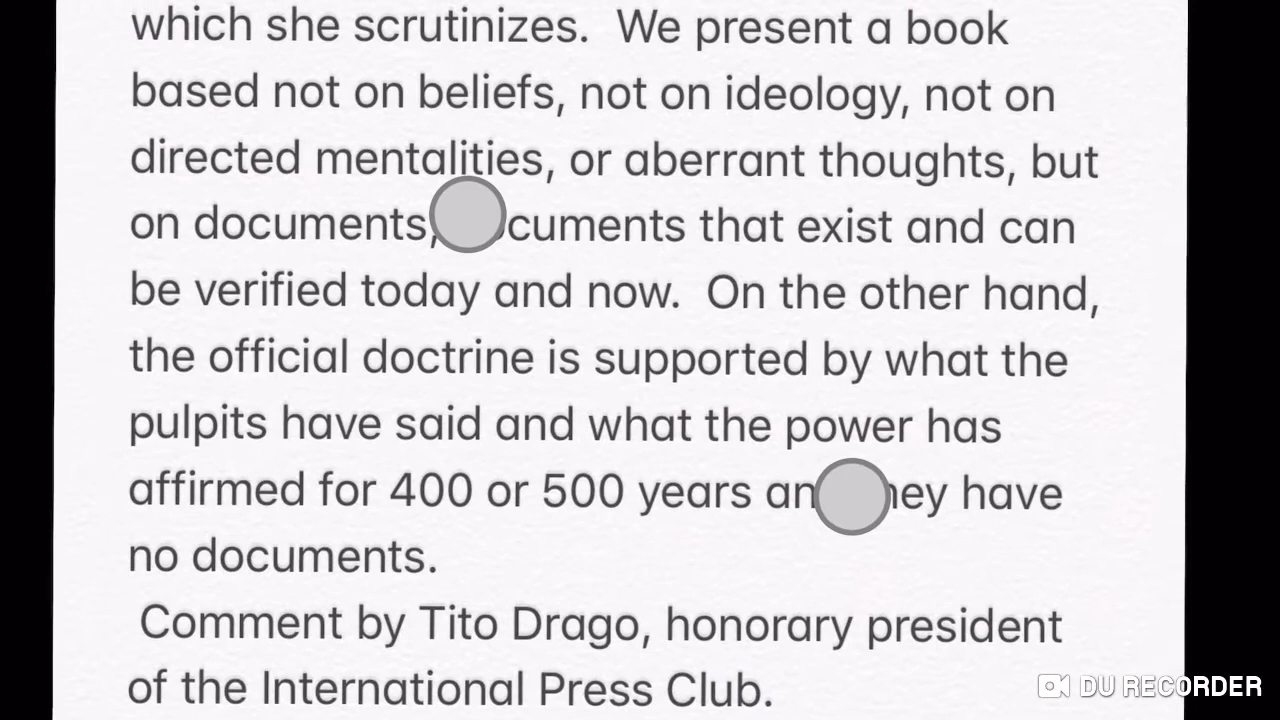 which she scrutinizes. We present a book
based not on beliefs, not on ideology, not on
directed mentalities, or aberrant thoughts, but
on documents, that exist and can
be verified today and now. On the other hand,
the official doctrine is supported by what the
pulpits have said and what the power has
affirmed for 400 or 500 years have
no documents.
Comment by Tito Drago, honorary president
of the International Press Club.
DU RECORDER